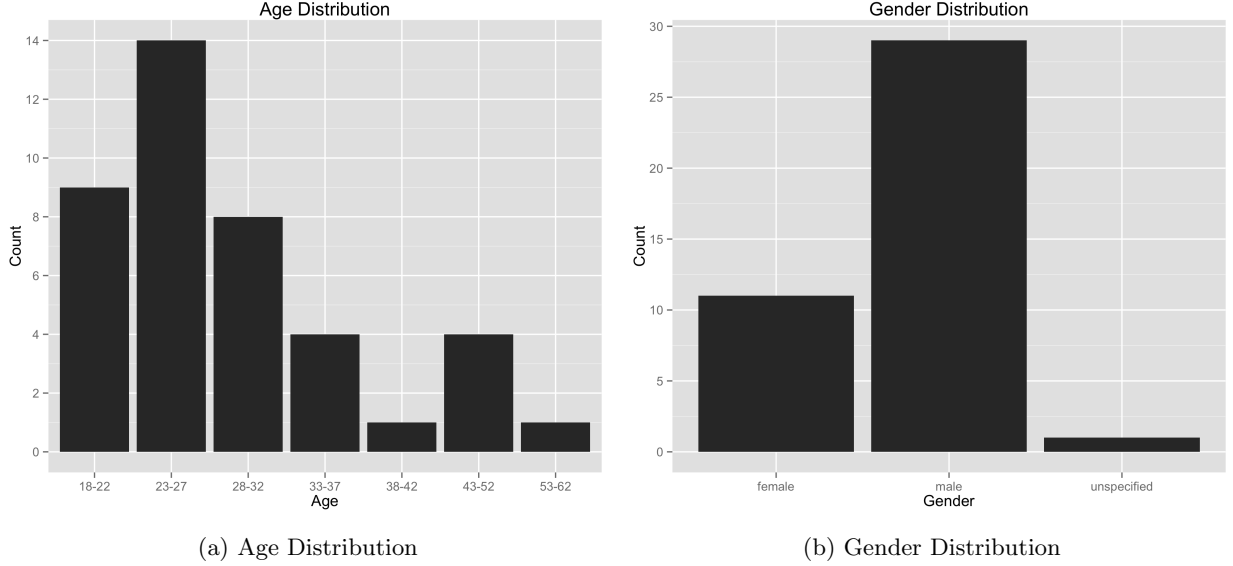 Age Distribution
14
12
10
8
6
4
2
0
Count
18-22 23-27 28-32 33-37 38-42 43-52 53-62
Age
(a) Age Distribution
Gender Distribution
30
25
20
15
10
5
0
Count
female male unspecified
Gender
(b) Gender Distribution